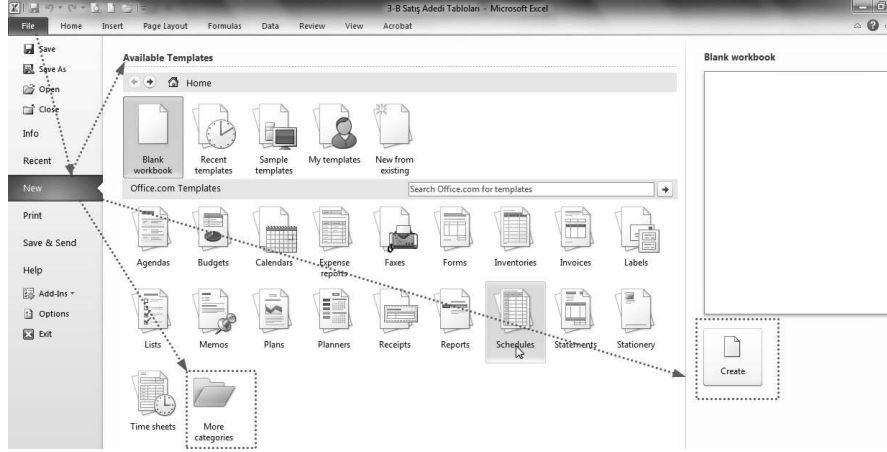 3-B Satış Adedi Tabloları - Microsoft Excel
File Home Insert Page Layout Formulas Data Review View Acrobat
Save
Save As
Open
Close
Info
Recent
New
Print
Save & Send
Help
Add-Ins
Options
Exit
Available Templates
Home
Blank
workbook
Recent
templates
Sample
templates
My templates
New from
existing
Office.com Templates
Search Office.com for templates
Agendas
Budgets
Calendars
Expense
reports
Faxes
Forms
Inventories
Invoices
Labels
Lists
Memos
Plans
Planners
Receipts
Reports
Schedules
Statements
Stationery
Time sheets
More
categories
Blank workbook
Create